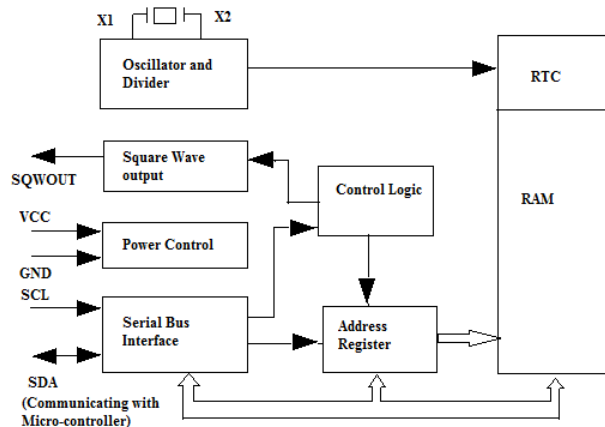 X1
X2
Oscillator and
Divider
RTC
Square Wave
output
SQWOUT
Control Logic
RAM
VCC
Power Control
GND
SCL
Serial Bus
Interface
Address
Register
SDA
(Communicating with
Micro-controller)